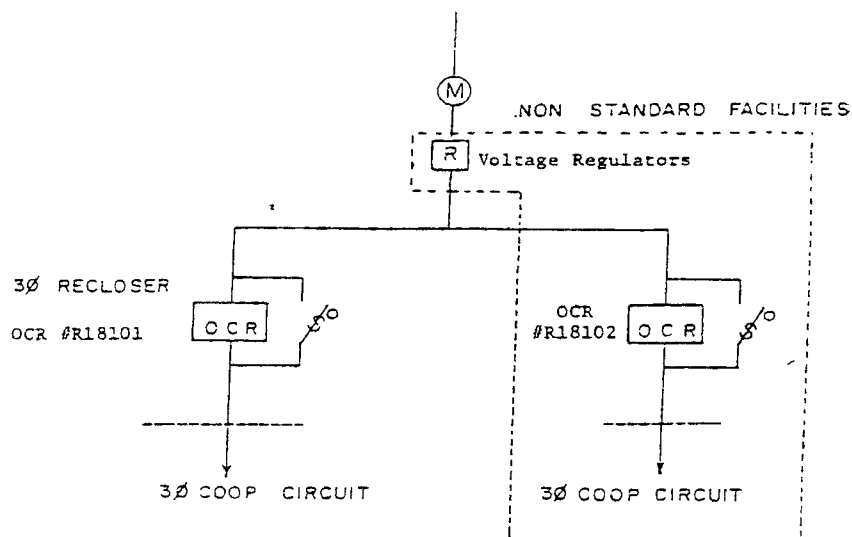 M
.NON STANDARD FACILITIES
R
Voltage Regulators
3Ø RECLOSER
OCR #R18101
OCR
OCR
#R18102
OCR
3Ø COOP CIRCUIT
3Ø COOP CIRCUIT